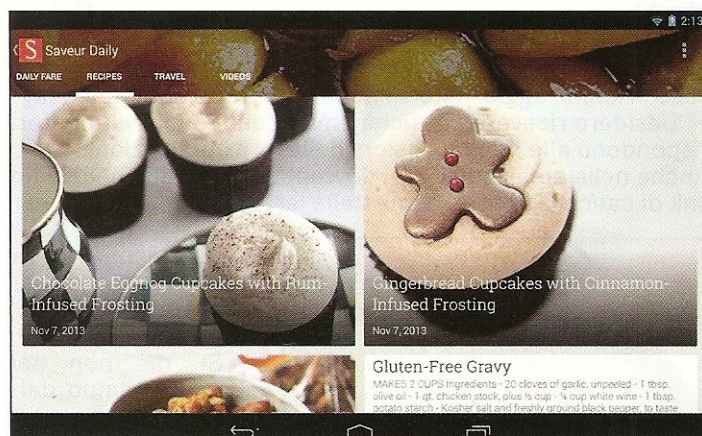 2:13
S Saveur Daily
DAILY FARE RECIPES TRAVEL VIDEOS
Chocolate Eggnog Cupcakes with Rum-
Infused Frosting
Nov 7, 2013
Gingerbread Cupcakes with Cinnamon-
Infused Frosting
Nov 7, 2013
Gluten-Free Gravy
MAKES 2 CUPS Ingredients - 20 cloves of garlic, unpeeled - 1 tbsp.
olive oil - 1 qt. chicken stock, plus ½ cup - ¼ cup white wine - 1 tbsp.
potato starch - Kosher salt and freshly ground black pepper, to taste